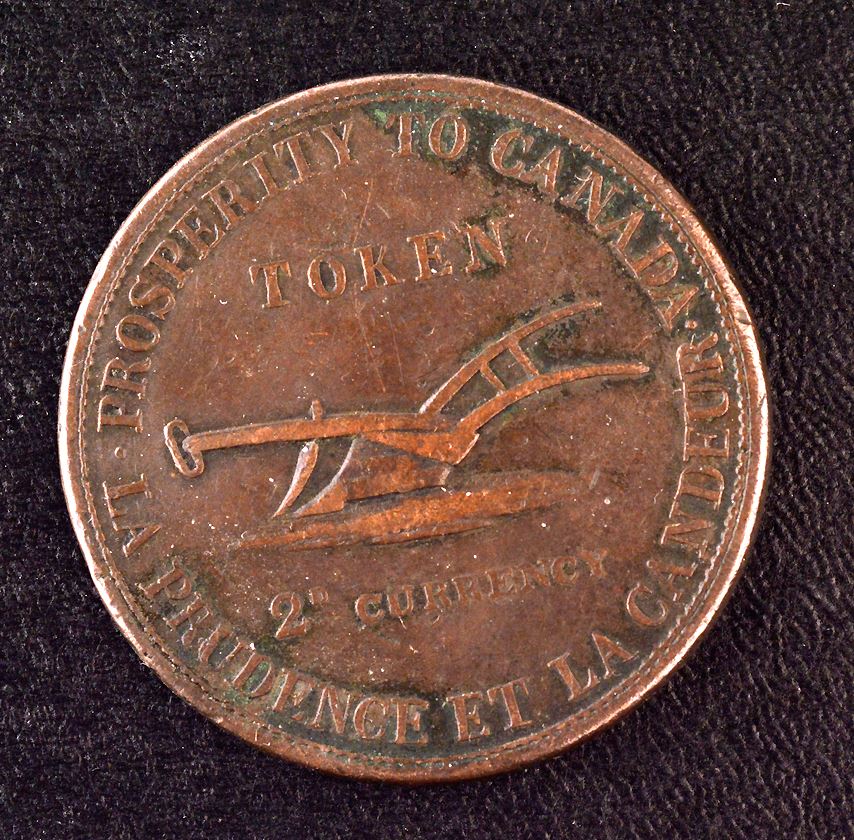 · PROSPERITY TO CANADA ·
LA PRUDENCE ET LA CANDEUR
TOKEN
2D CURRENCY